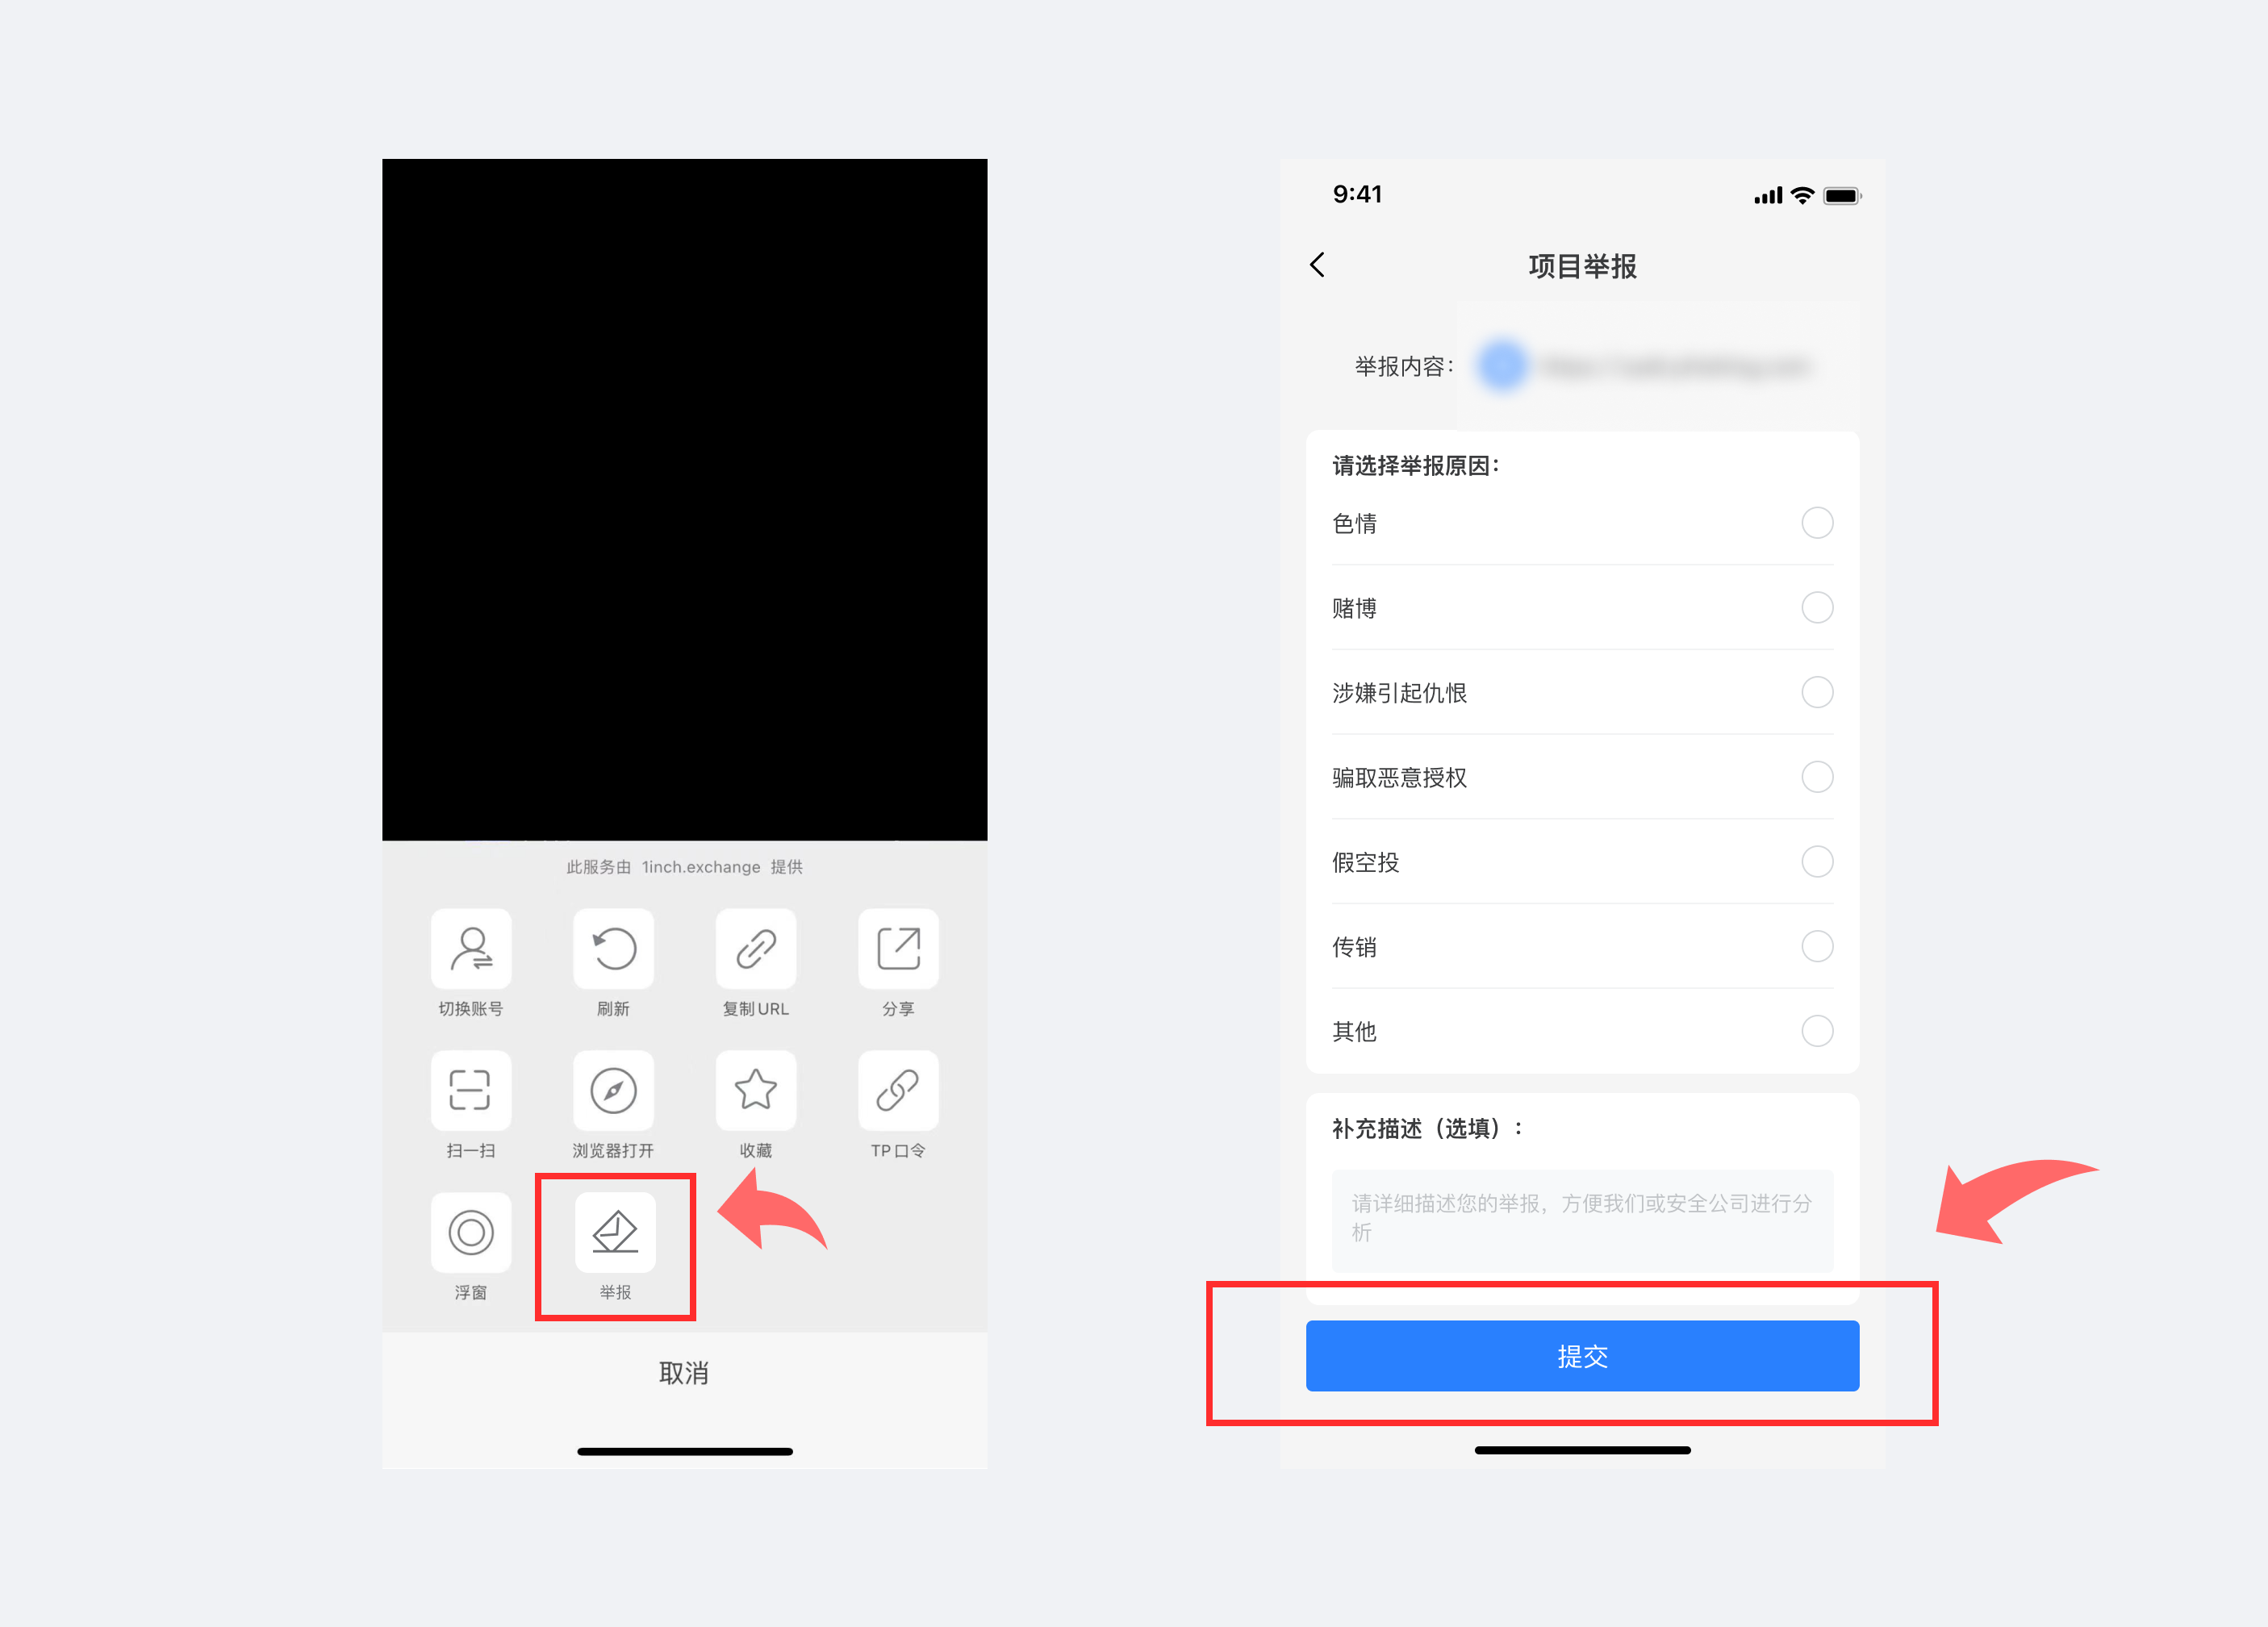 此服务由 1inch.exchange 提供
切换账号 刷新 复制URL 分享
扫一扫 浏览器打开 收藏 TP口令
浮窗 举报
取消
9:41
项目举报
举报内容：
请选择举报原因：
色情
赌博
涉嫌引起仇恨
骗取恶意授权
假空投
传销
其他
补充描述（选填）：
请详细描述您的举报，方便我们或安全公司进行分
析
提交